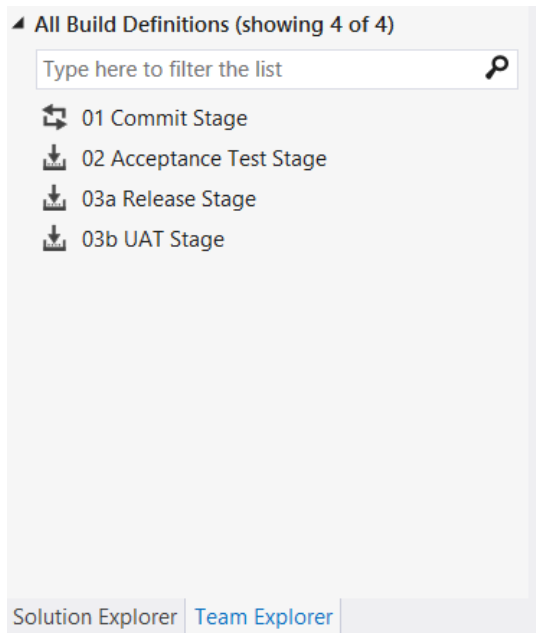 All Build Definitions (showing 4 of 4)
Type here to filter the list
01 Commit Stage
02 Acceptance Test Stage
03a Release Stage
03b UAT Stage
Solution Explorer Team Explorer